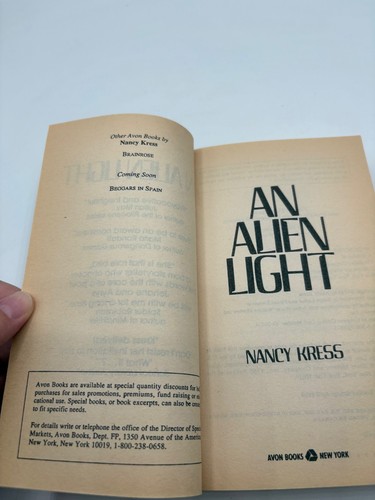 Other Avon Books by
Nancy Kress
BRAINROSE
Coming Soon
BEGGARS IN SPAIN
Avon Books are available at special quantity discounts for
purchases for sales promotions, premiums, fund raising or
cational use. Special books, or book excerpts, can also be
to fit specific needs.
For details write or telephone the office of the Director of
Markets, Avon Books, Dept. FP, 1350 Avenue of the
New York, New York 10019, 1-800-238-0658.
AN
ALIEN
LIGHT
NANCY KRESS
AVON BOOKS NEW YORK